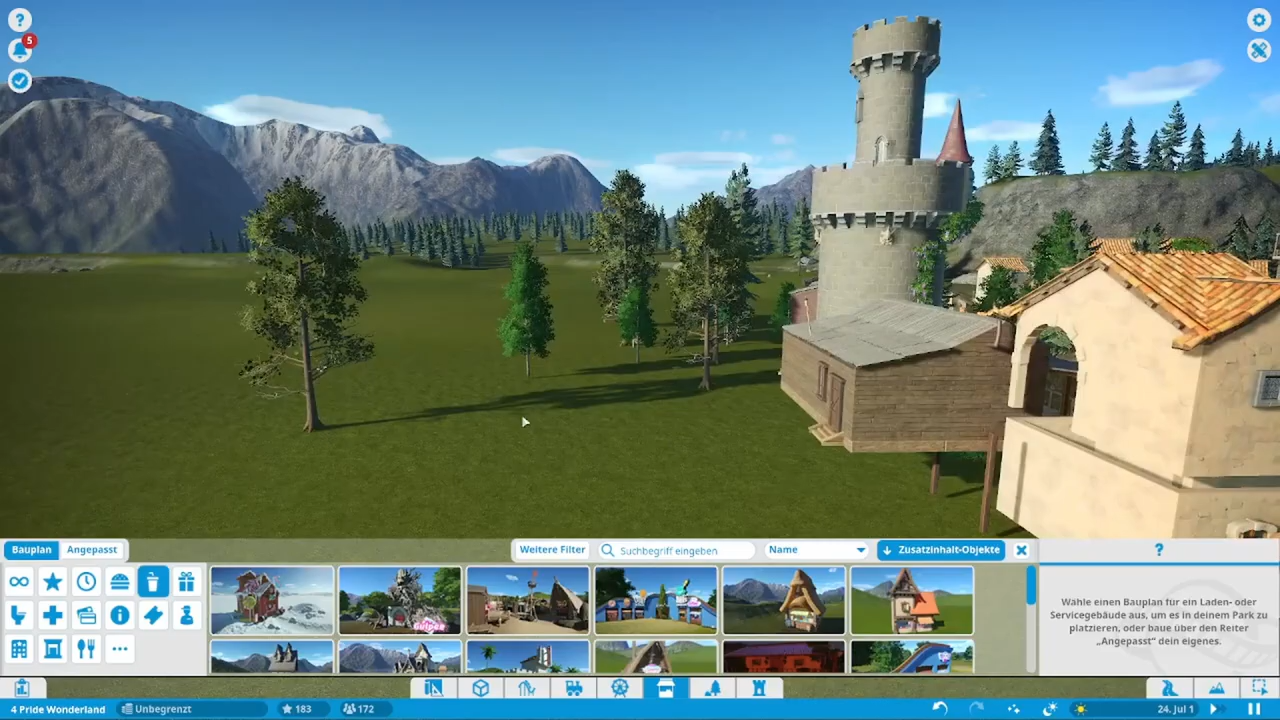 ?
5
Bauplan
Angepasst
Weitere Filter
Suchbegriff eingeben
Name
Zusatzinhalt-Objekte
?
Gulpee
Wähle einen Bauplan für ein Laden- oder
Servicegebäude aus, um es in deinem Park zu
platzieren, oder baue über den Reiter
„Angepasst“ dein eigenes.
4 Pride Wonderland
Unbegrenzt
183
172
24. Jul 1